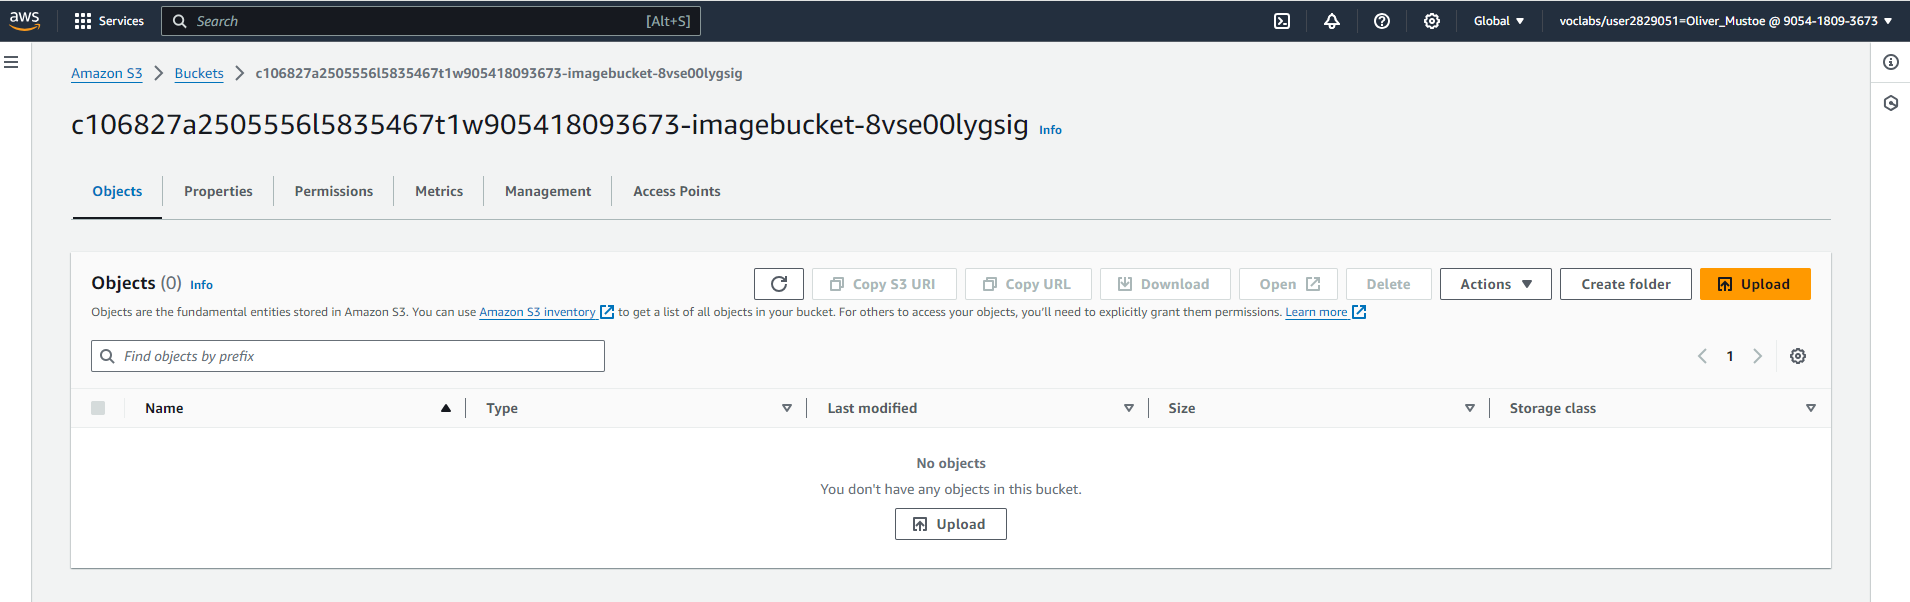 aws Services Search [Alt+S] Global voclabs/user2829051=Oliver_Mustoe @ 9054-1809-3673
Amazon S3 Buckets c106827a2505556l5835467t1w905418093673-imagebucket-8vse00lygsig
c106827a2505556l5835467t1w905418093673-imagebucket-8vse00lygsig Info
Objects Properties Permissions Metrics Management Access Points
Objects (0) Info Copy S3 URI Copy URL Download Open Delete Actions Create folder Upload
Objects are the fundamental entities stored in Amazon S3. You can use Amazon S3 inventory to get a list of all objects in your bucket. For others to access your objects, you'll need to explicitly grant them permissions. Learn more
Find objects by prefix 1
Name Type Last modified Size Storage class
No objects
You don't have any objects in this bucket.
Upload